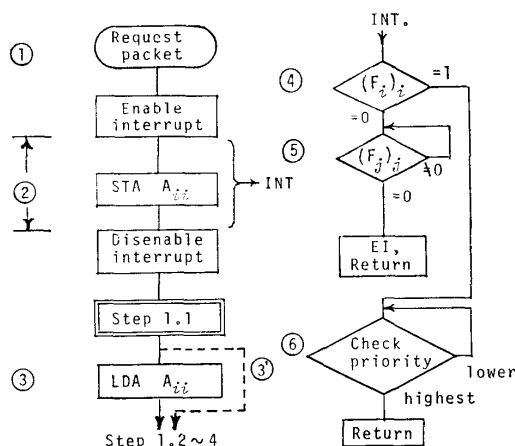 ①
Request
packet
Enable
interrupt
②
STA A_ii
INT
Disenable
interrupt
Step 1.1
③
LDA A_ii
③'
Step 1.2~4
INT.
④
(F_i)_i
=1
=0
⑤
(F_j)_j
≠0
=0
EI,
Return
⑥
Check
priority
lower
highest
Return